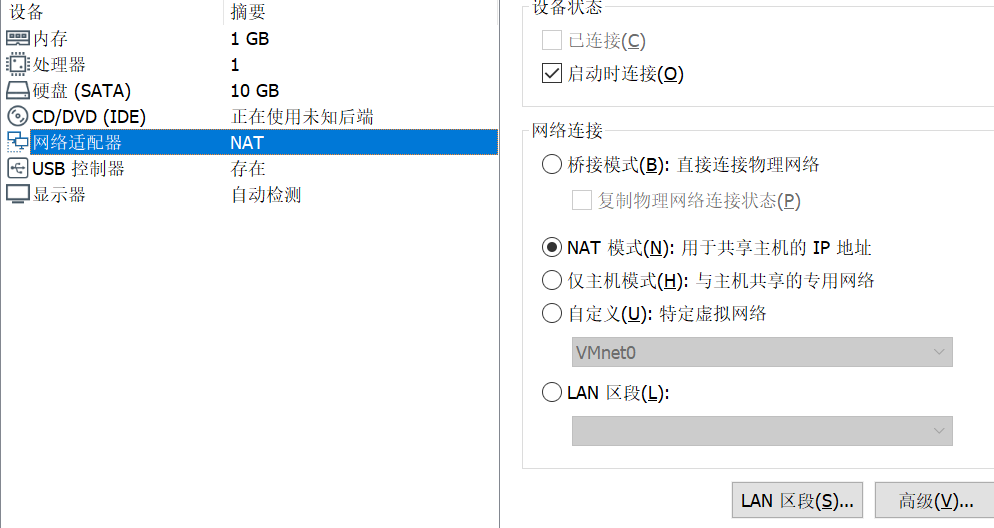 设备 摘要
内存 1 GB
处理器 1
硬盘 (SATA) 10 GB
CD/DVD (IDE) 正在使用未知后端
网络适配器 NAT
USB 控制器 存在
显示器 自动检测
设备状态
已连接(C)
启动时连接(O)
网络连接
桥接模式(B): 直接连接物理网络
复制物理网络连接状态(P)
NAT 模式(N): 用于共享主机的 IP 地址
仅主机模式(H): 与主机共享的专用网络
自定义(U): 特定虚拟网络
VMnet0
LAN 区段(L):
LAN 区段(S)... 高级(V)...